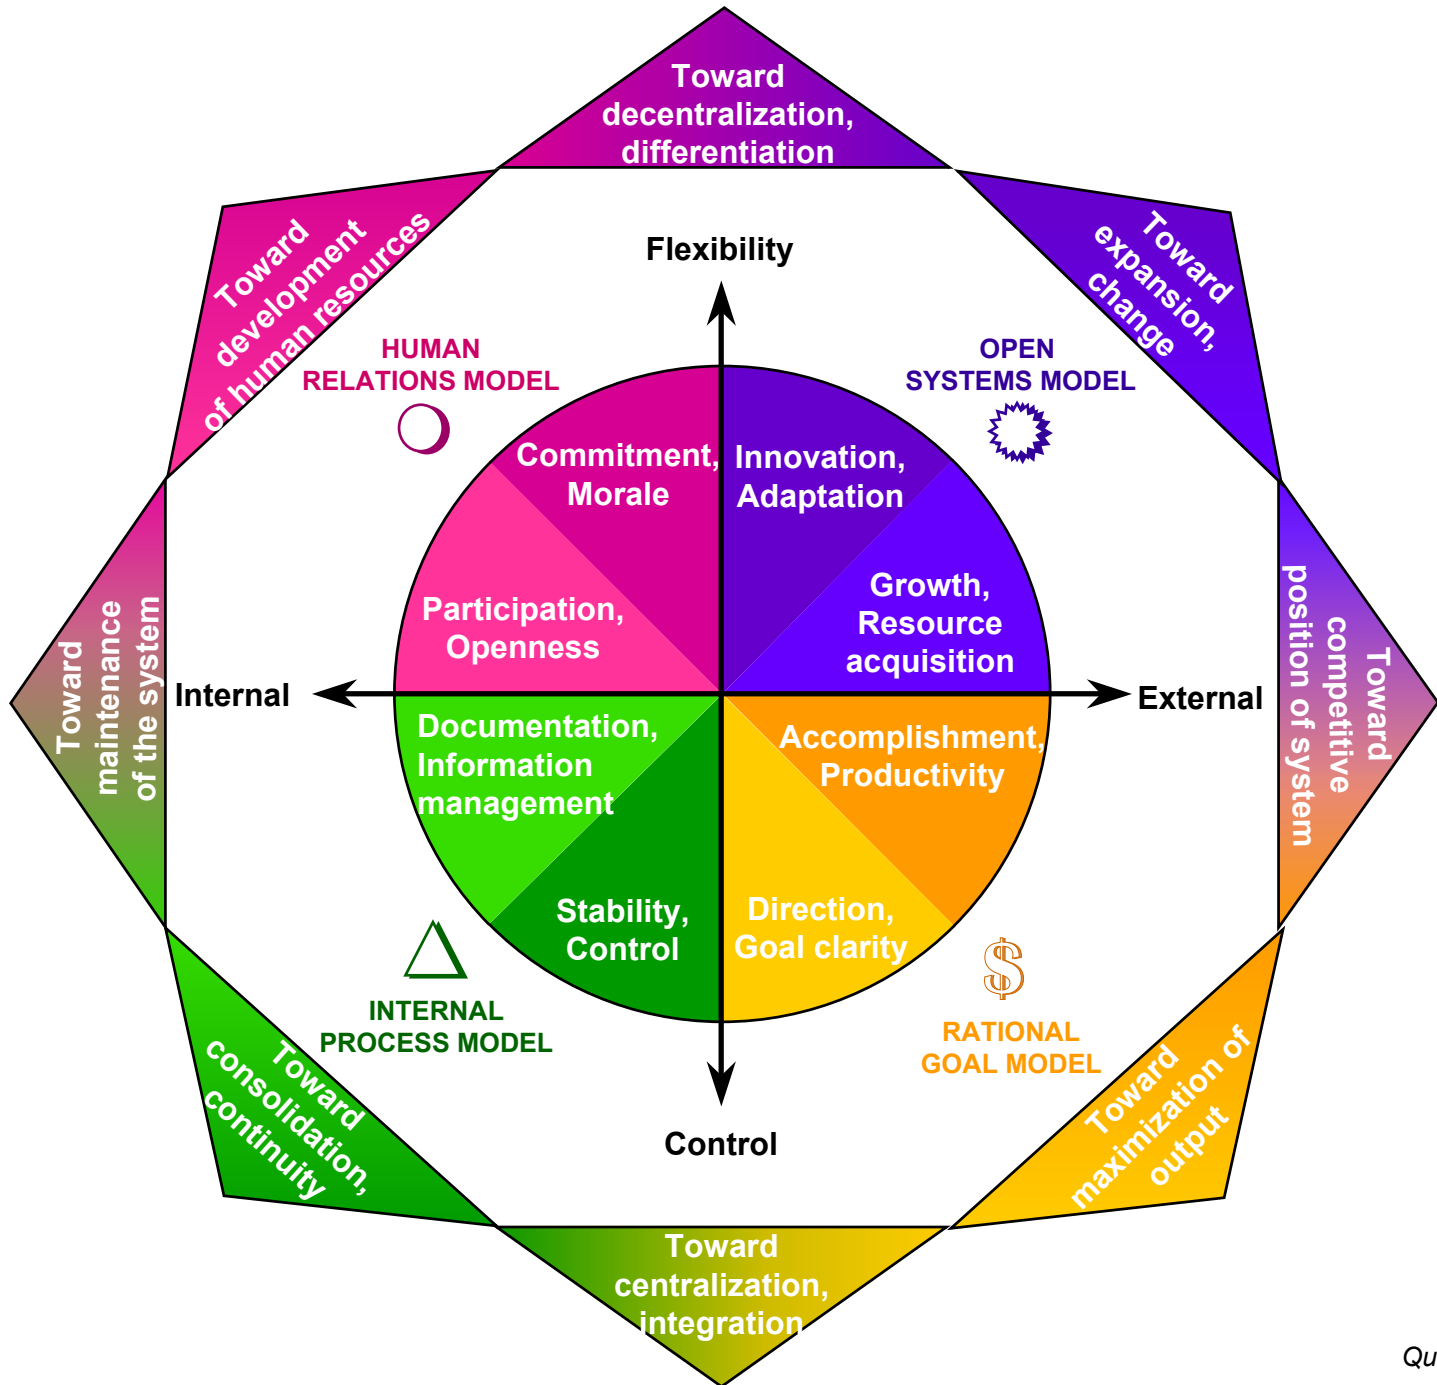 Toward
decentralization,
differentiation
Toward
development
of human resources
Toward
expansion,
change
Flexibility
HUMAN
RELATIONS MODEL
OPEN
SYSTEMS MODEL
Commitment,
Morale
Innovation,
Adaptation
Participation,
Openness
Growth,
Resource
acquisition
Toward
maintenance
of the system
Internal
External
Toward
competitive
position of system
Documentation,
Information
management
Accomplishment,
Productivity
Stability,
Control
Direction,
Goal clarity
$
INTERNAL
PROCESS MODEL
RATIONAL
GOAL MODEL
Toward
consolidation,
continuity
Toward
maximization of
output
Control
Toward
centralization,
integration
Qu